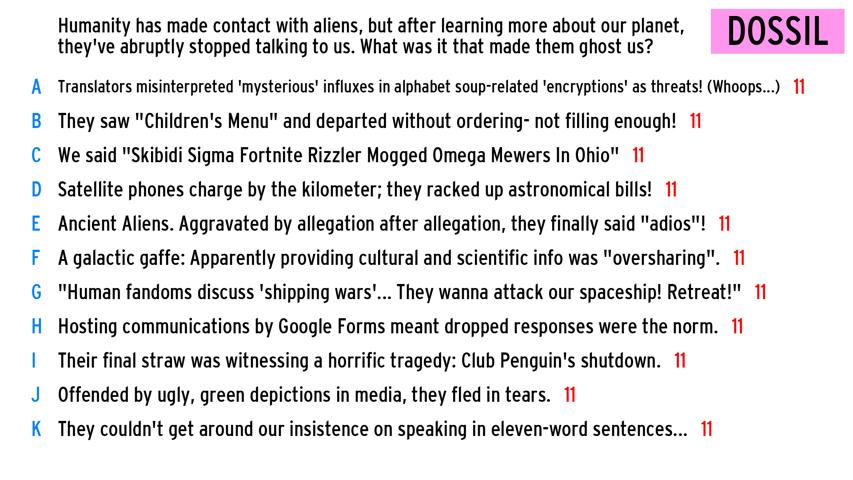 Humanity has made contact with aliens, but after learning more about our planet,
they've abruptly stopped talking to us. What was it that made them ghost us?
DOSSIL
A Translators misinterpreted 'mysterious' influxes in alphabet soup-related 'encryptions' as threats! (Whoops...) 11
B They saw "Children's Menu" and departed without ordering- not filling enough! 11
C We said "Skibidi Sigma Fortnite Rizzler Mogged Omega Mewers In Ohio" 11
D Satellite phones charge by the kilometer; they racked up astronomical bills! 11
E Ancient Aliens. Aggravated by allegation after allegation, they finally said "adios"! 11
F A galactic gaffe: Apparently providing cultural and scientific info was "oversharing". 11
G "Human fandoms discuss 'shipping wars'... They wanna attack our spaceship! Retreat!" 11
H Hosting communications by Google Forms meant dropped responses were the norm. 11
I Their final straw was witnessing a horrific tragedy: Club Penguin's shutdown. 11
J Offended by ugly, green depictions in media, they fled in tears. 11
K They couldn't get around our insistence on speaking in eleven-word sentences... 11